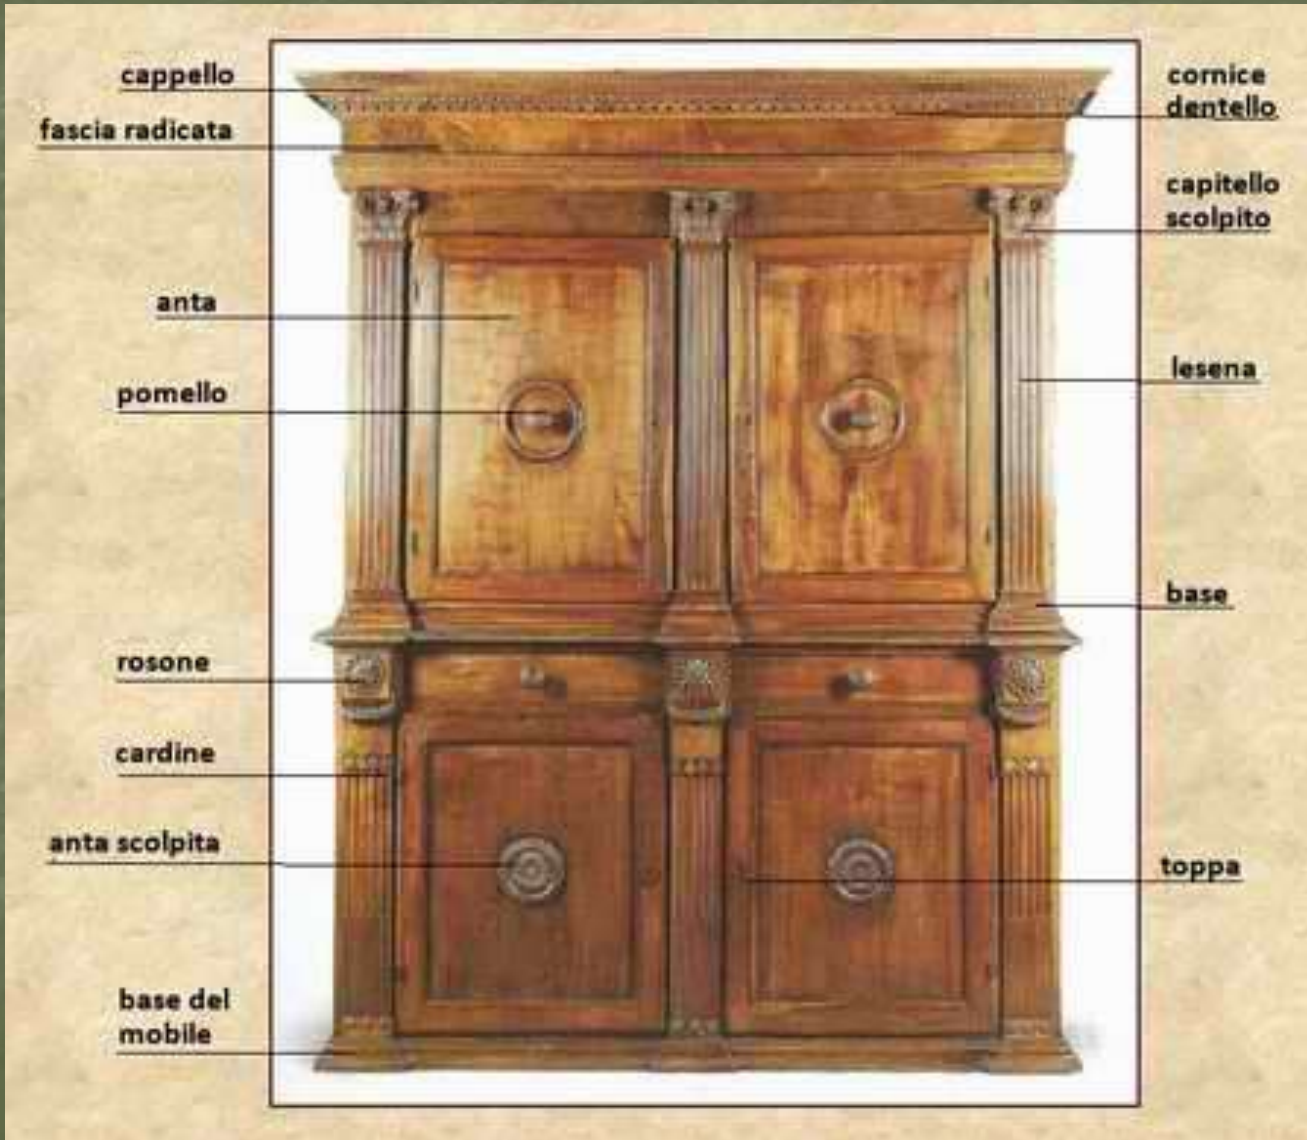 cappello
fascia radicata
anta
pomello
rosone
cardine
anta scolpita
base del
mobile
cornice
dentello
capitello
scolpito
lesena
base
toppa